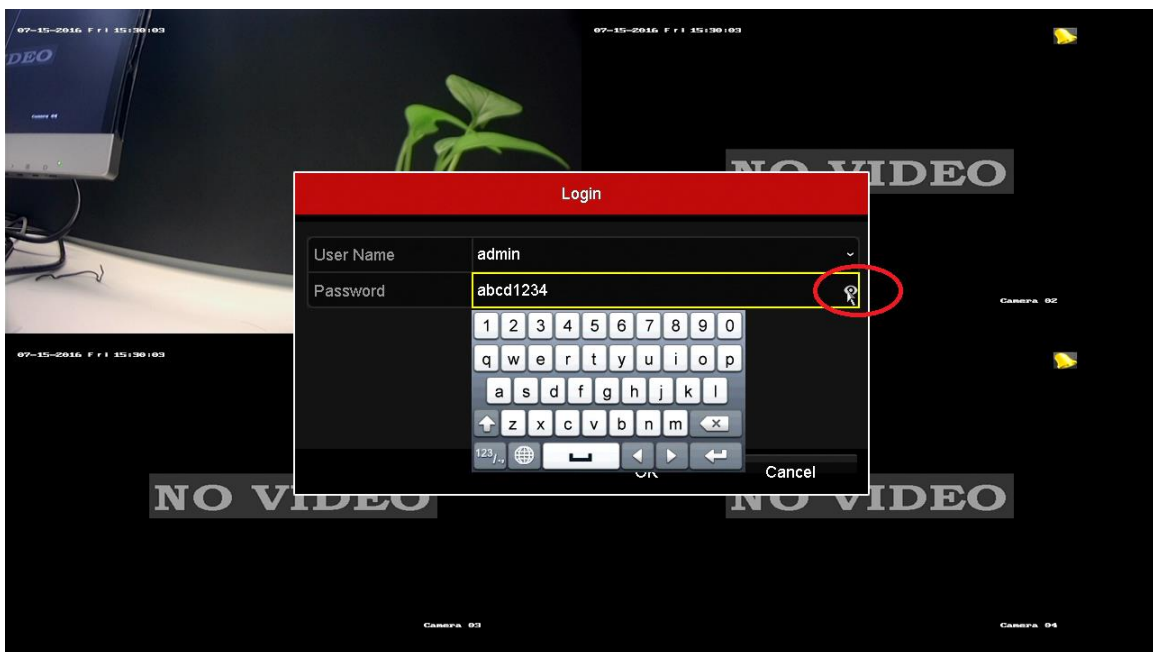 07-15-2016 Fri 15:30:03
07-15-2016 Fri 15:30:03
DEO
NO VIDEO
Login
User Name
admin
Password
abcd1234
Camera 02
1 2 3 4 5 6 7 8 9 0
q w e r t y u i o p
a s d f g h j k l
z x c v b n m
123/.,
OK
Cancel
07-15-2016 Fri 15:30:03
NO VIDEO
NO VIDEO
Camera 03
Camera 04